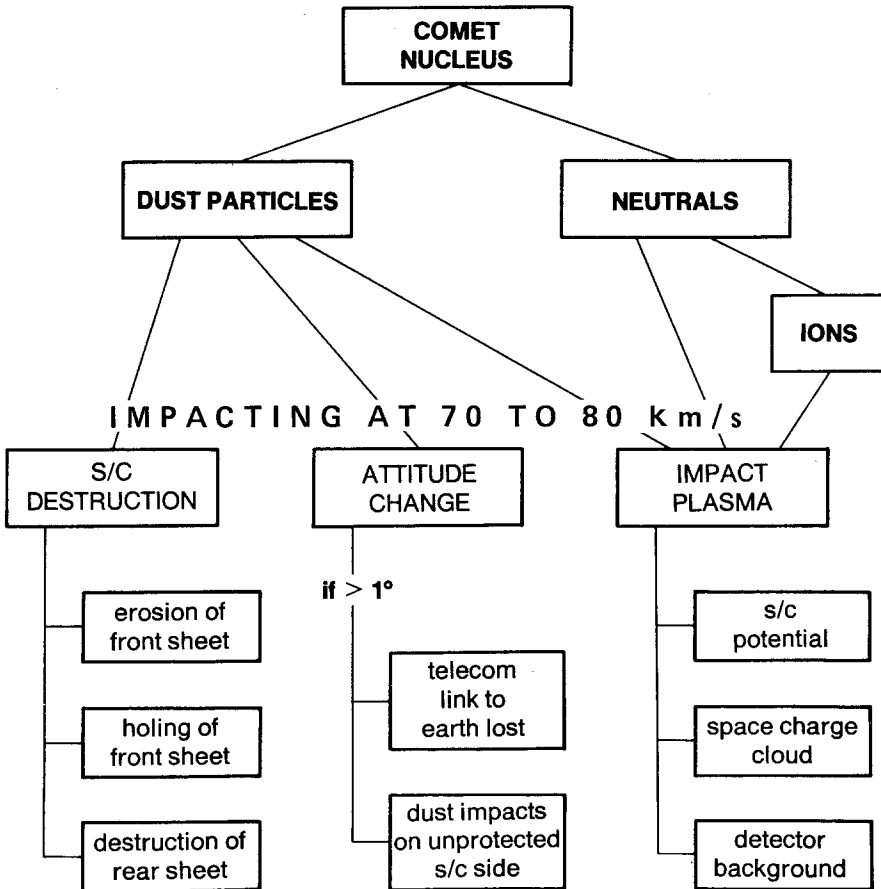 COMET
NUCLEUS
DUST PARTICLES
NEUTRALS
IONS
IMPACTING AT 70 TO 80 km/s
S/C
DESTRUCTION
ATTITUDE
CHANGE
IMPACT
PLASMA
if > 1°
erosion of
front sheet
holing of
front sheet
destruction of
rear sheet
telecom
link to
earth lost
dust impacts
on unprotected
s/c side
s/c
potential
space charge
cloud
detector
background